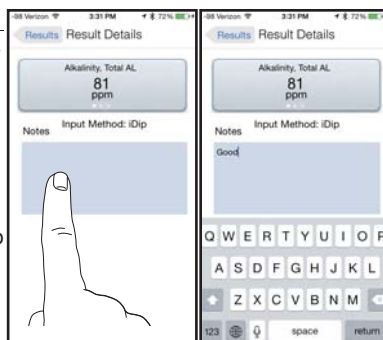 -98 Verizon 3:31 PM 72%
Results Result Details
Alkalinity, Total AL
81
ppm
Input Method: iDip
Notes
-98 Verizon 3:31 PM 72%
Results Result Details
Alkalinity, Total AL
81
ppm
Input Method: iDip
Notes
Good
Q W E R T Y U I O P
A S D F G H J K L
Z X C V B N M
123 space return